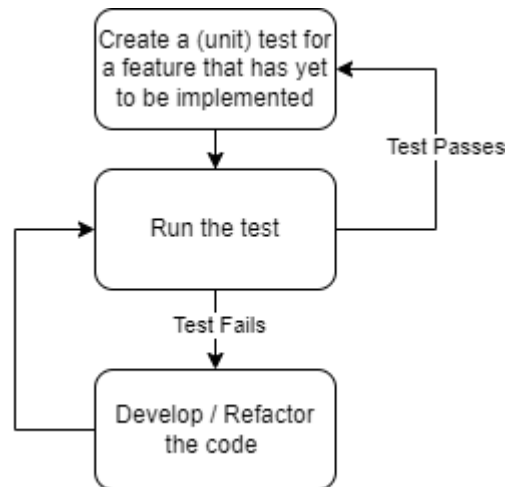 Create a (unit) test for
a feature that has yet
to be implemented
Test Passes
Run the test
Test Fails
Develop / Refactor
the code